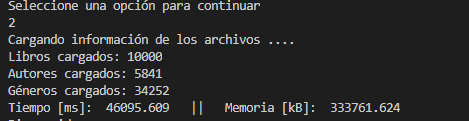 Seleccione una opción para continuar
2
Cargando información de los archivos ....
Libros cargados: 10000
Autores cargados: 5841
Géneros cargados: 34252
Tiempo [ms]:  46095.609   ||   Memoria [kB]:  333761.624